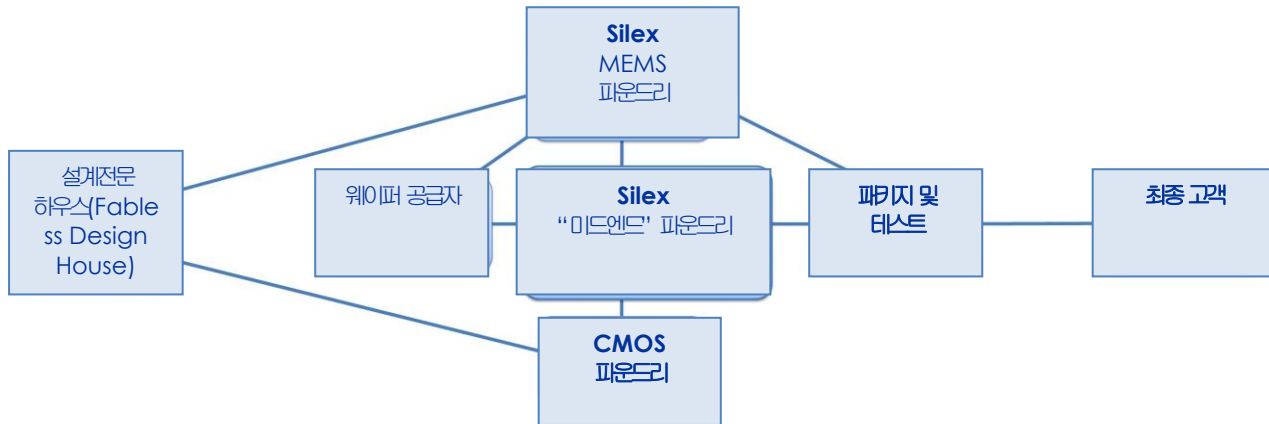 Silex
MEMS
파운드리
설계전문
하우스(Fable
ss Design
House)
웨이퍼 공급자
Silex
“미드엔드” 파운드리
패키지 및
테스트
최종 고객
CMOS
파운드리